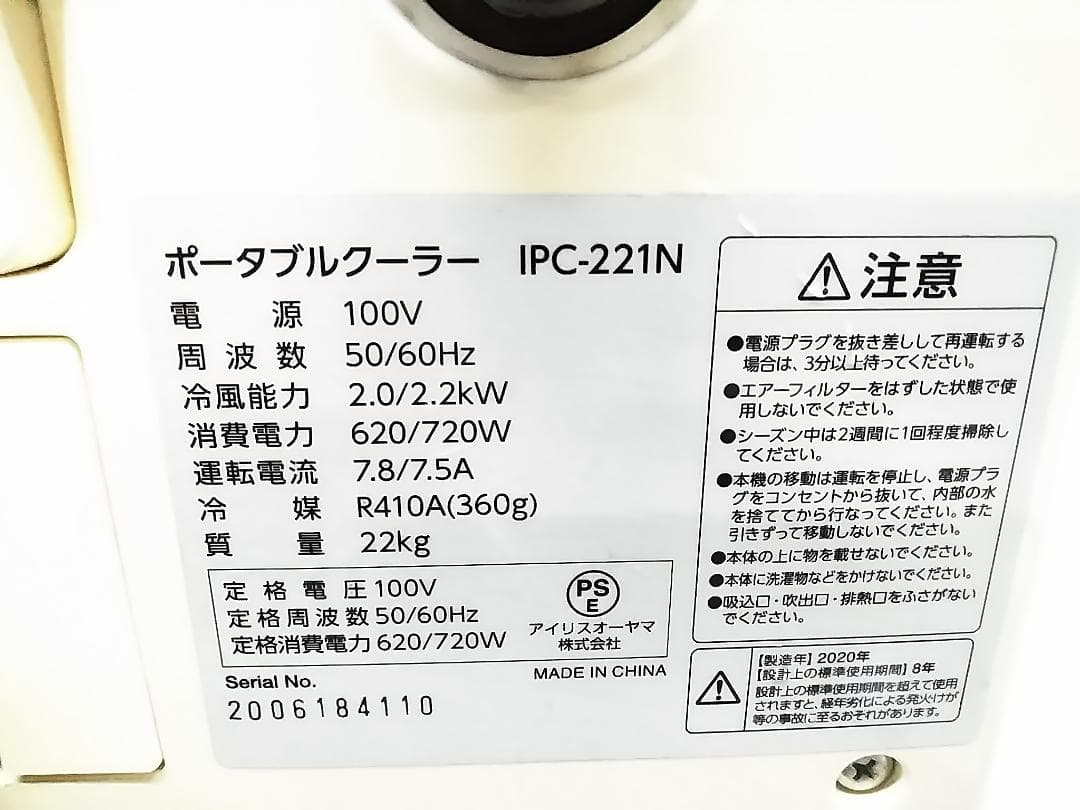 ポータブルクーラー IPC-221N
電源 100V
周波数 50/60Hz
冷風能力 2.0/2.2kW
消費電力 620/720W
運転電流 7.8/7.5A
冷媒 R410A(360g)
質量 22kg
定格電圧 100V
定格周波数 50/60Hz
定格消費電力 620/720W
PS
E
アイリスオーヤマ
株式会社
MADE IN CHINA
Serial No.
2006184110
注意
●電源プラグを抜き差しして再運転する
場合は、3分以上待ってください。
●エアーフィルターをはずした状態で使
用しないでください。
●シーズン中は2週間に1回程度掃除し
てください。
●本機の移動は運転を停止し、電源プラ
グをコンセントから抜いて、内部の水
を捨ててから行なってください。また
引きずって移動しないでください。
●本体の上に物を載せないでください。
●本体に洗濯物などをかけないでください。
●吸込口・吹出口・排熱口をふさがない
でください。
【製造年】2020年
【設計上の標準使用期間】8年
設計上の標準使用期間を超えて使用
されますと、経年劣化による発火・けが
等の事故に至るおそれがあります。